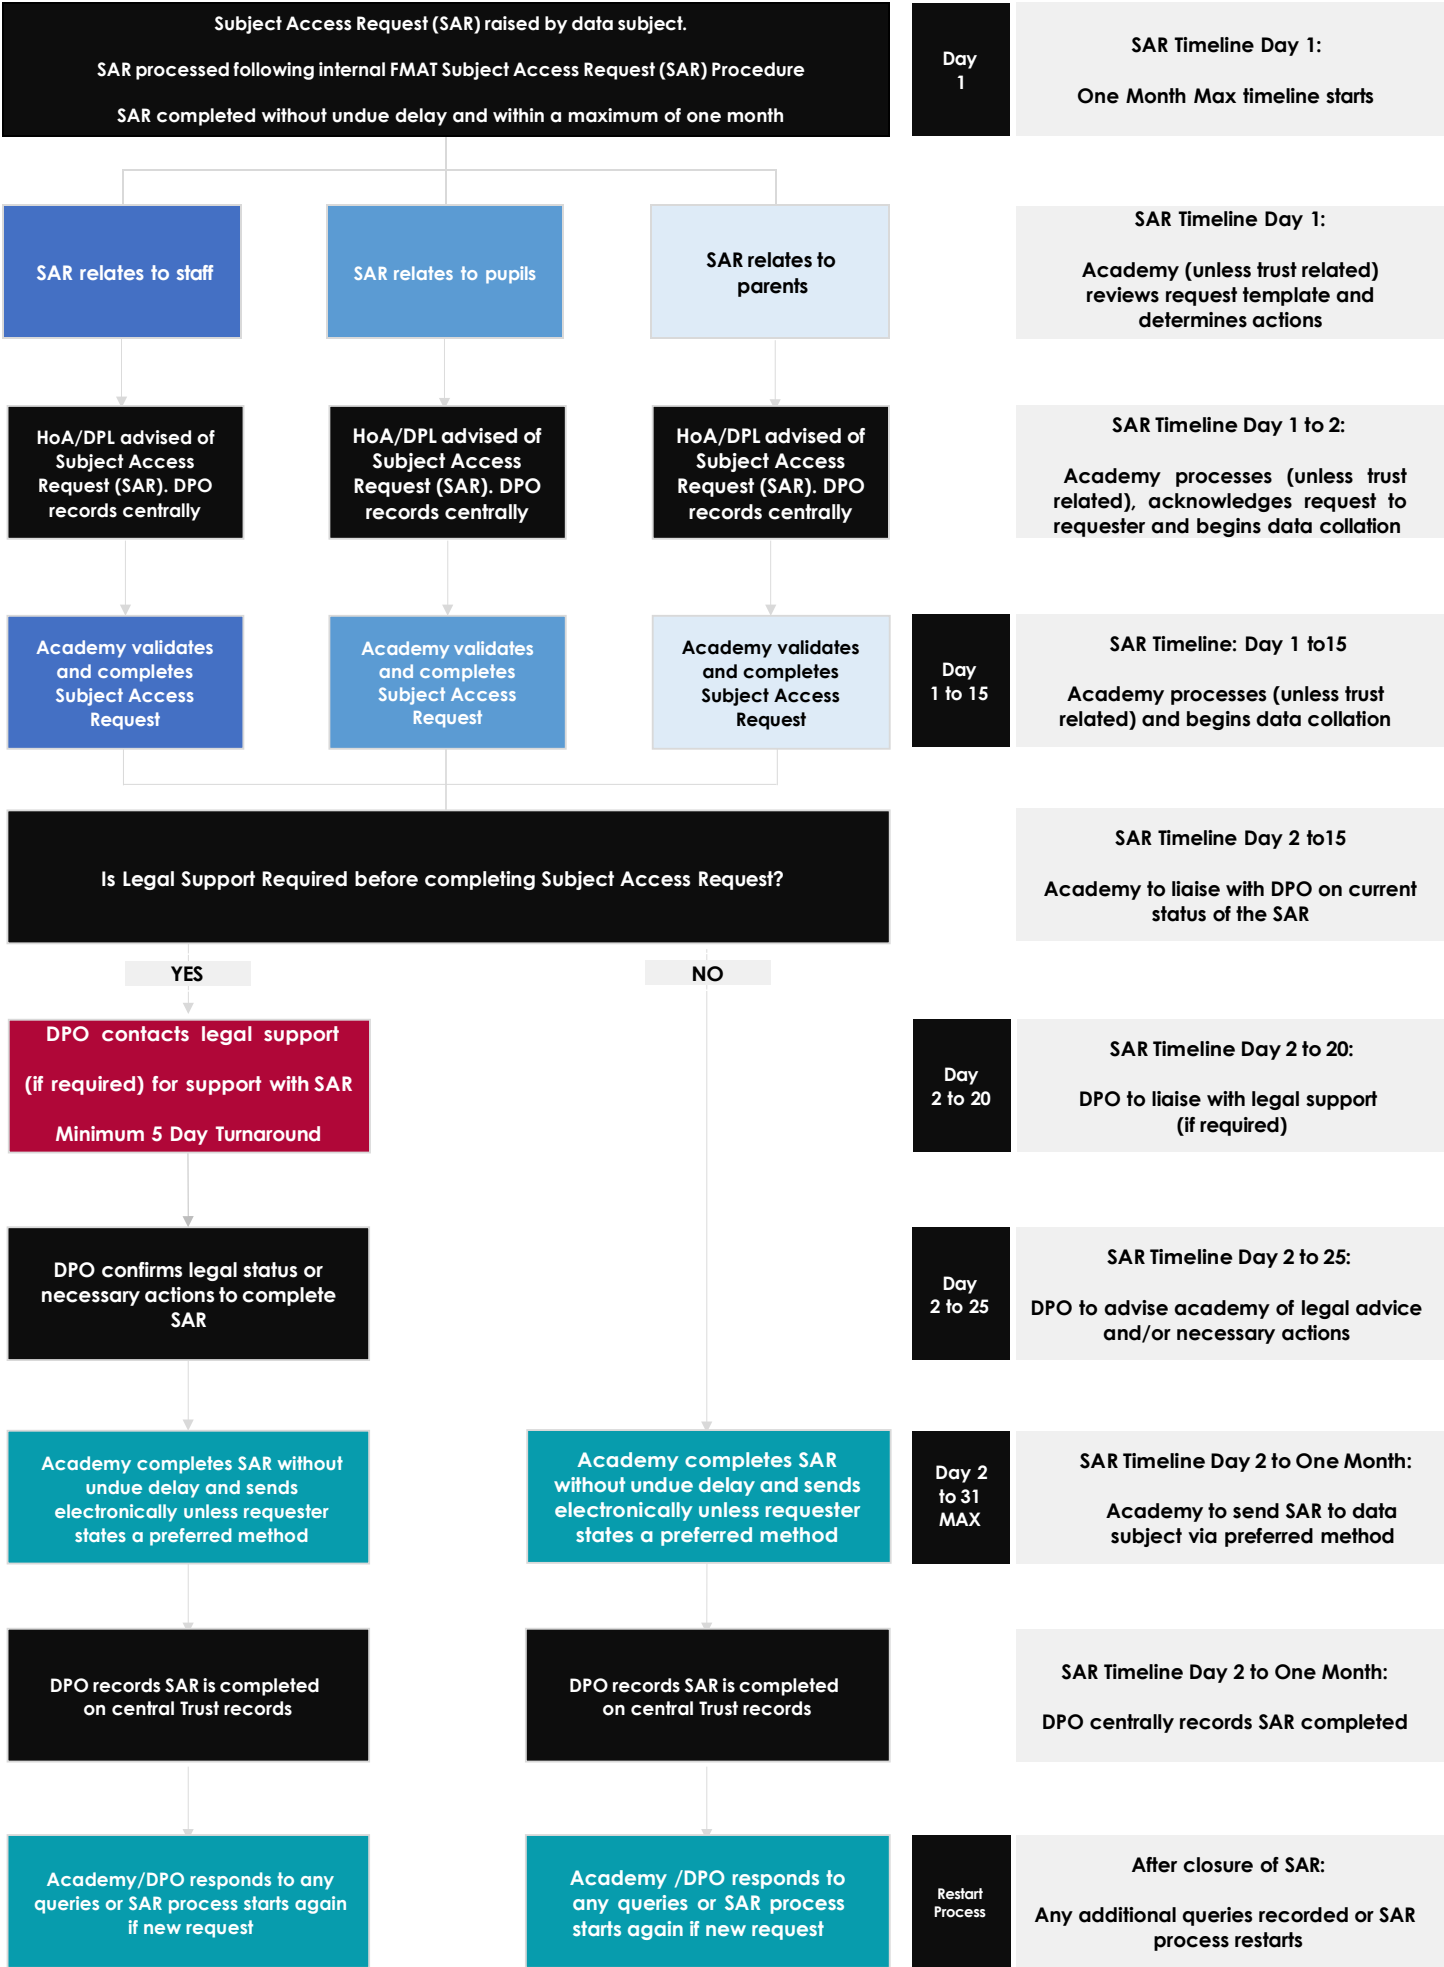 Subject Access Request (SAR) raised by data subject.
SAR processed following internal FMAT Subject Access Request (SAR) Procedure
SAR completed without undue delay and within a maximum of one month
Day
1
SAR Timeline Day 1:
One Month Max timeline starts
SAR relates to staff
SAR relates to pupils
SAR relates to
parents
SAR Timeline Day 1:
Academy (unless trust related)
reviews request template and
determines actions
HoA/DPL advised of
Subject Access
Request (SAR). DPO
records centrally
HoA/DPL advised of
Subject Access
Request (SAR). DPO
records centrally
HoA/DPL advised of
Subject Access
Request (SAR). DPO
records centrally
SAR Timeline Day 1 to 2:
Academy processes (unless trust
related), acknowledges request to
requester and begins data collation
Academy validates
and completes
Subject Access
Request
Academy validates
and completes
Subject Access
Request
Academy validates
and completes
Subject Access
Request
Day
1 to 15
SAR Timeline: Day 1 to15
Academy processes (unless trust
related) and begins data collation
Is Legal Support Required before completing Subject Access Request?
SAR Timeline Day 2 to15
Academy to liaise with DPO on current
status of the SAR
YES
NO
DPO contacts legal support
(if required) for support with SAR
Minimum 5 Day Turnaround
Day
2 to 20
SAR Timeline Day 2 to 20:
DPO to liaise with legal support
(if required)
DPO confirms legal status or
necessary actions to complete
SAR
Day
2 to 25
SAR Timeline Day 2 to 25:
DPO to advise academy of legal advice
and/or necessary actions
Academy completes SAR without
undue delay and sends
electronically unless requester
states a preferred method
Academy completes SAR
without undue delay and sends
electronically unless requester
states a preferred method
Day 2
to 31
MAX
SAR Timeline Day 2 to One Month:
Academy to send SAR to data
subject via preferred method
DPO records SAR is completed
on central Trust records
DPO records SAR is completed
on central Trust records
SAR Timeline Day 2 to One Month:
DPO centrally records SAR completed
Academy/DPO responds to any
queries or SAR process starts again
if new request
Academy /DPO responds to
any queries or SAR process
starts again if new request
Restart
Process
After closure of SAR:
Any additional queries recorded or SAR
process restarts